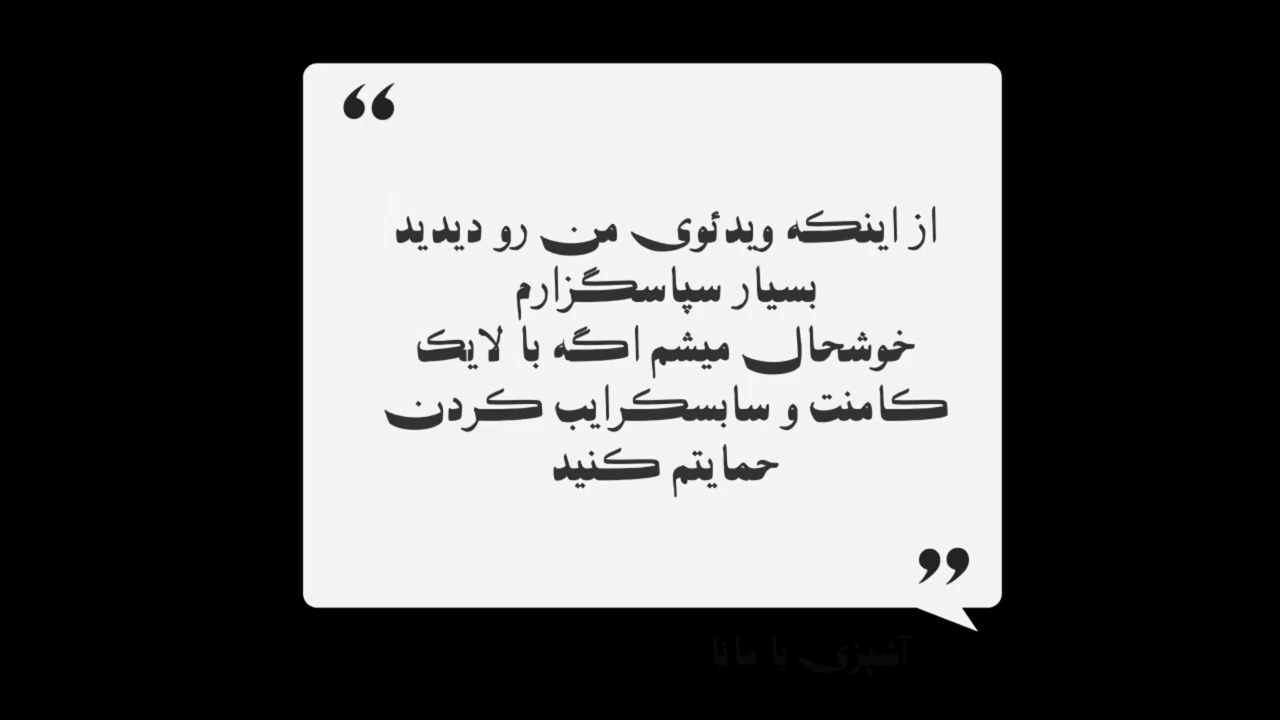 “
از اینکه ویدئوی من رو دیدید
بسیار سپاسگزارم
خوشحال میشم اگه با لایک
کامنت و سابسکرایب کردن
حمایتم کنید
”
آشپزی با مانا